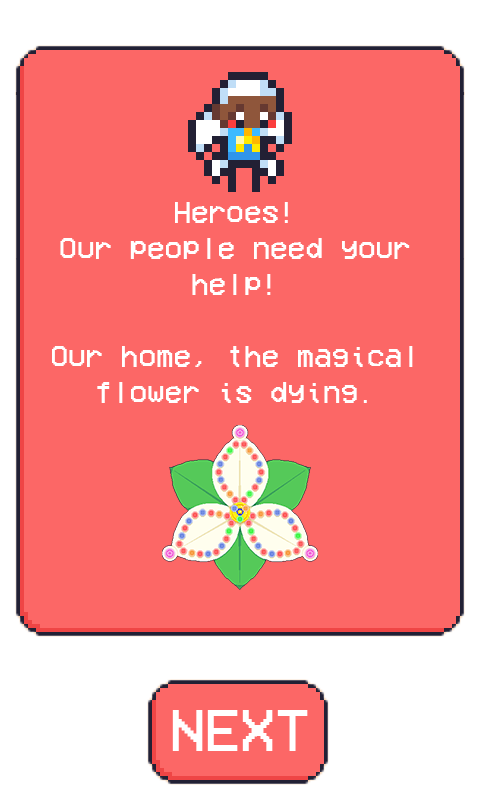 Heroes!
Our people need your
help!
Our home, the magical
flower is dying.
NEXT